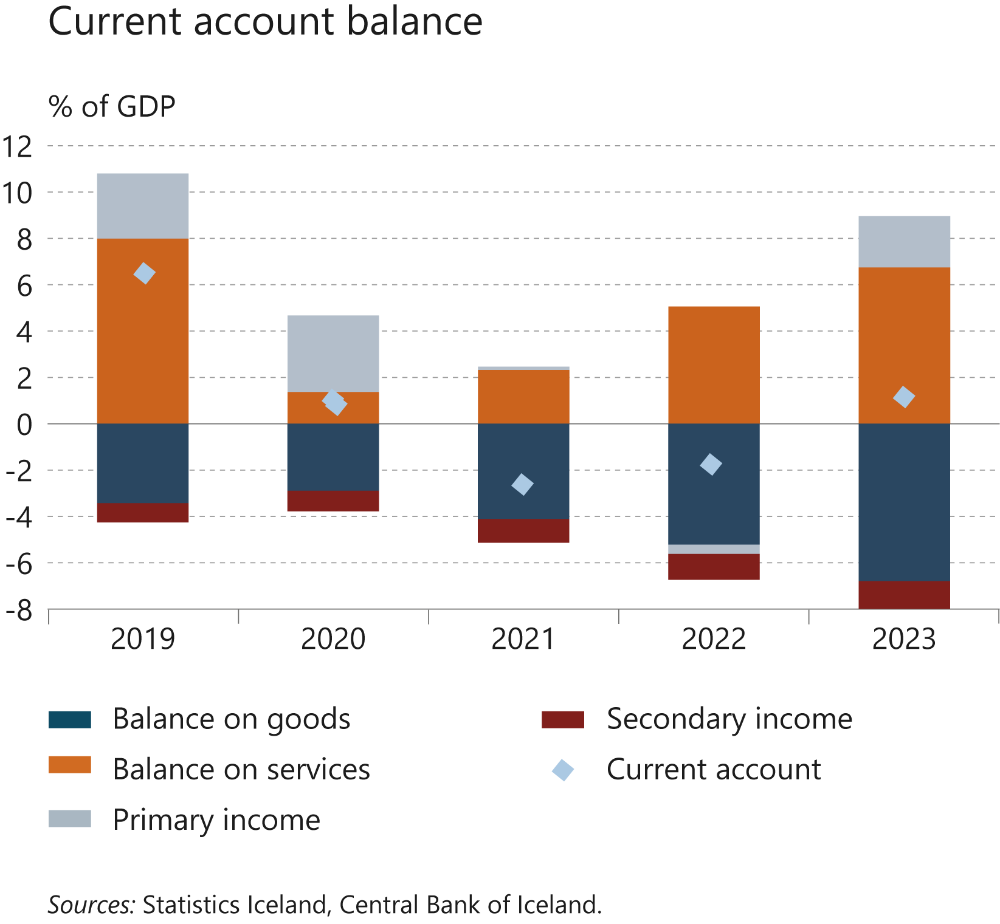 Current account balance
% of GDP
12
10
8
6
4
2
0
-2
-4
-6
-8
2019 2020 2021 2022 2023
Balance on goods
Balance on services
Primary income
Secondary income
Current account
Sources: Statistics Iceland, Central Bank of Iceland.